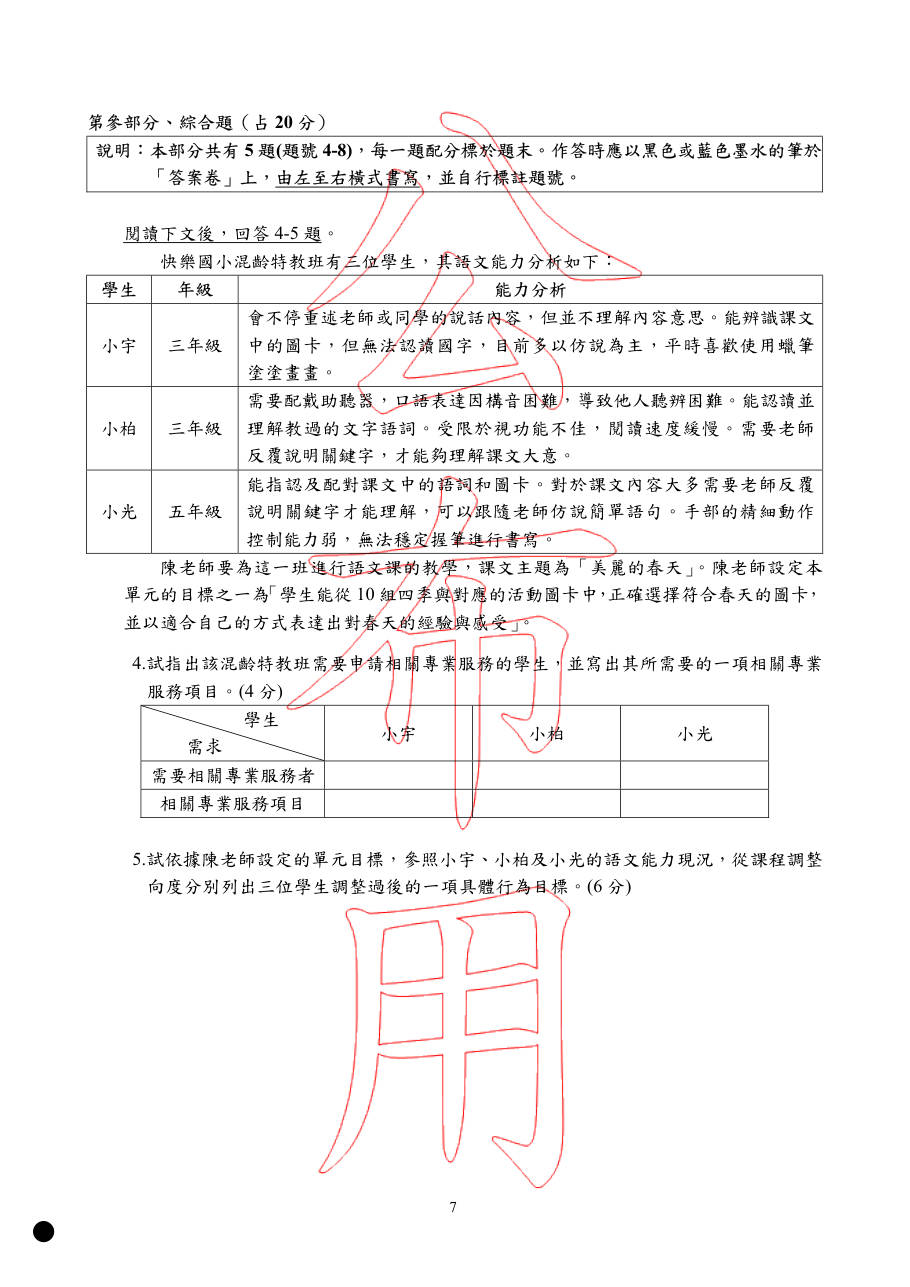 第參部分、綜合題（占 20 分）
說明：本部分共有 5 題(題號 4-8)，每一題配分標於題末。作答時應以黑色或藍色墨水的筆於
「答案卷」上，由左至右橫式書寫，並自行標註題號。
閱讀下文後，回答 4-5 題。
快樂國小混齡特教班有三位學生，其語文能力分析如下：
學生 年級 能力分析
小宇 三年級 會不停重述老師或同學的說話內容，但並不理解內容意思。能辨識課文
中的圖卡，但無法認讀國字，目前多以仿說為主，平時喜歡使用蠟筆
塗塗畫畫。
小柏 三年級 需要配戴助聽器，口語表達因構音困難，導致他人聽辨困難。能認讀並
理解教過的文字語詞。受限於視功能不佳，閱讀速度緩慢。需要老師
反覆說明關鍵字，才能夠理解課文大意。
小光 五年級 能指認及配對課文中的語詞和圖卡。對於課文內容大多需要老師反覆
說明關鍵字才能理解，可以跟隨老師仿說簡單語句。手部的精細動作
控制能力弱，無法穩定握筆進行書寫。
陳老師要為這一班進行語文課的教學，課文主題為「美麗的春天」。陳老師設定本
單元的目標之一為「學生能從 10 組四季與對應的活動圖卡中，正確選擇符合春天的圖卡，
並以適合自己的方式表達出對春天的經驗與感受」。
4.試指出該混齡特教班需要申請相關專業服務的學生，並寫出其所需要的一項相關專業
服務項目。(4 分)
學生
需求 小宇 小柏 小光
需要相關專業服務者
相關專業服務項目
5.試依據陳老師設定的單元目標，參照小宇、小柏及小光的語文能力現況，從課程調整
向度分別列出三位學生調整過後的一項具體行為目標。(6 分)
公布用
7